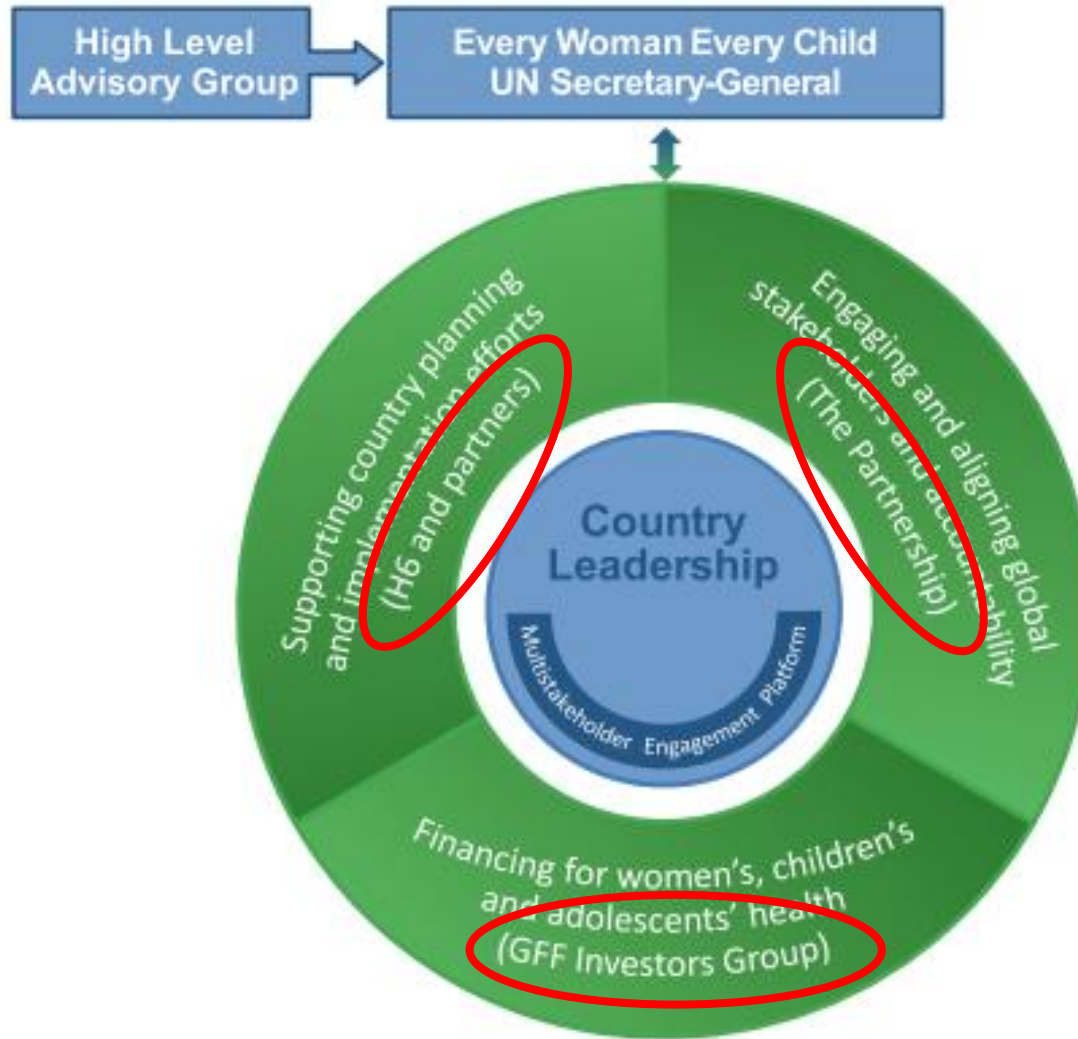 High Level
Advisory Group
Every Woman Every Child
UN Secretary-General
Supporting country planning
and implementation efforts
(H6 and partners)
Engaging and aligning global
stakeholders and accountability
(The Partnership)
Country
Leadership
Multistakeholder Engagement Platform
Financing for women's, children's
and adolescents' health
(GFF Investors Group)